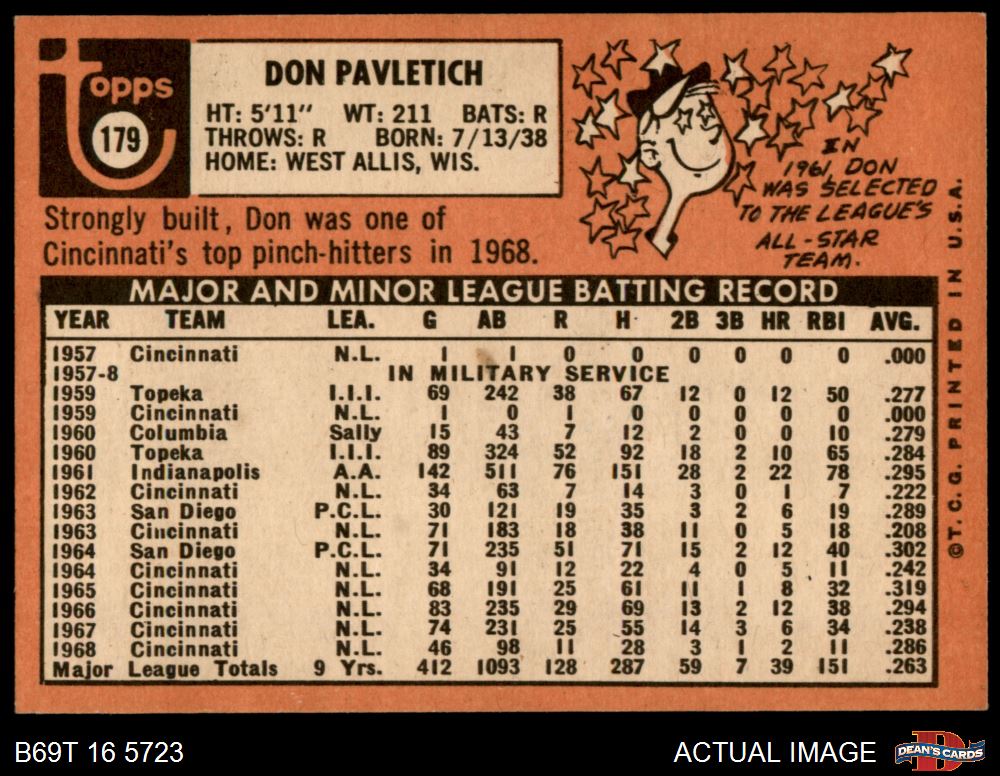 Topps
179
DON PAVLETICH
HT: 5'11" WT: 211 BATS: R
THROWS: R BORN: 7/13/38
HOME: WEST ALLIS, WIS.
Strongly built, Don was one of
Cincinnati's top pinch-hitters in 1968.
IN
1961, DON
WAS SELECTED
TO THE LEAGUE'S
ALL-STAR
TEAM.
MAJOR AND MINOR LEAGUE BATTING RECORD
YEAR TEAM LEA. G AB R H 2B 3B HR RBI AVG.
1957 Cincinnati N.L. 1 1 0 0 0 0 0 0 .000
1957-8 IN MILITARY SERVICE
1959 Topeka I.I.I. 69 242 38 67 12 0 12 50 .277
1959 Cincinnati N.L. 1 0 1 0 0 0 0 0 .000
1960 Columbia Sally 15 43 7 12 2 0 0 10 .279
1960 Topeka I.I.I. 89 324 52 92 18 2 10 65 .284
1961 Indianapolis A.A. 142 511 76 151 28 2 22 78 .295
1962 Cincinnati N.L. 34 63 7 14 3 0 1 7 .222
1963 San Diego P.C.L. 30 121 19 35 3 2 6 19 .289
1963 Cincinnati N.L. 71 183 18 38 11 0 5 18 .208
1964 San Diego P.C.L. 71 235 51 71 15 2 12 40 .302
1964 Cincinnati N.L. 34 91 12 22 4 0 5 11 .242
1965 Cincinnati N.L. 68 191 25 61 11 1 8 32 .319
1966 Cincinnati N.L. 83 235 29 69 13 2 12 38 .294
1967 Cincinnati N.L. 74 231 25 55 14 3 6 34 .238
1968 Cincinnati N.L. 46 98 11 28 3 1 2 11 .286
Major League Totals 9 Yrs. 412 1093 128 287 59 7 39 151 .263
©T.C.G. PRINTED IN U.S.A.
B69T 16 5723
ACTUAL IMAGE
DEAN'S CARDS